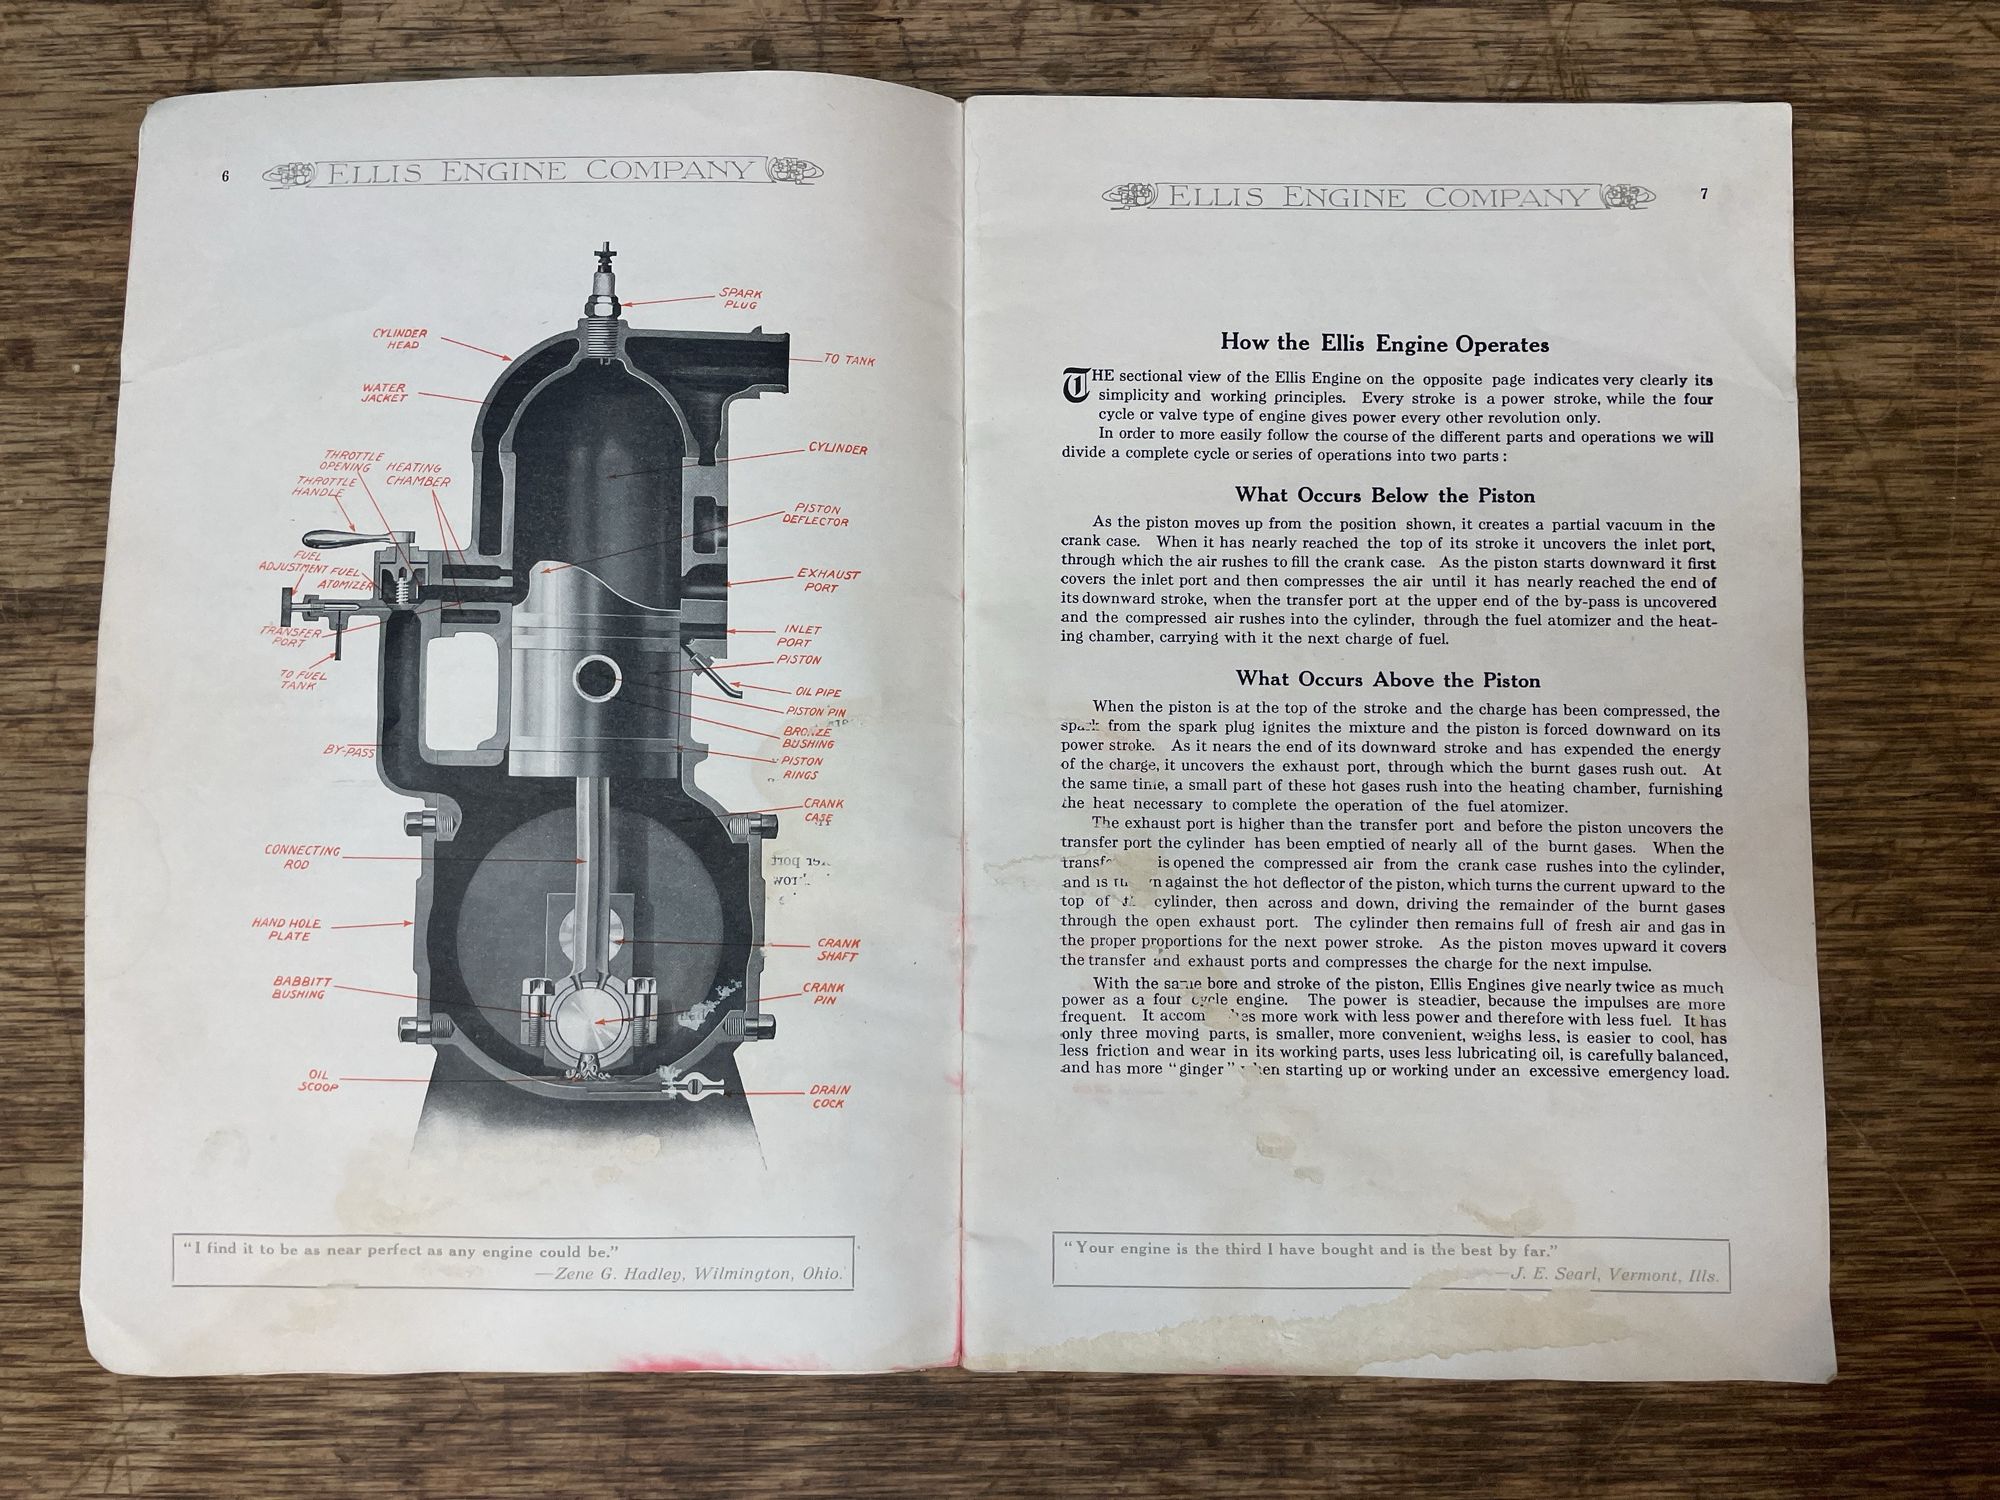 6
ELLIS ENGINE COMPANY
SPARK
PLUG
CYLINDER
HEAD
TO TANK
WATER
JACKET
CYLINDER
THROTTLE
OPENING
HEATING
CHAMBER
THROTTLE
HANDLE
PISTON
DEFLECTOR
FUEL
ADJUSTMENT
FUEL
ATOMIZER
EXHAUST
PORT
TRANSFER
PORT
INLET
PORT
PISTON
TO FUEL
TANK
OIL PIPE
PISTON PIN
BRONZE
BUSHING
BY-PASS
PISTON
RINGS
CRANK
CASE
CONNECTING
ROD
HAND HOLE
PLATE
CRANK
SHAFT
BABBITT
BUSHING
CRANK
PIN
OIL
SCOOP
DRAIN
COCK
"I find it to be as near perfect as any engine could be."
—Zene G. Hadley, Wilmington, Ohio.
ELLIS ENGINE COMPANY
7
How the Ellis Engine Operates
THE sectional view of the Ellis Engine on the opposite page indicates very clearly its
simplicity and working principles. Every stroke is a power stroke, while the four
cycle or valve type of engine gives power every other revolution only.
In order to more easily follow the course of the different parts and operations we will
divide a complete cycle or series of operations into two parts:
What Occurs Below the Piston
As the piston moves up from the position shown, it creates a partial vacuum in the
crank case. When it has nearly reached the top of its stroke it uncovers the inlet port,
through which the air rushes to fill the crank case. As the piston starts downward it first
covers the inlet port and then compresses the air until it has nearly reached the end of
its downward stroke, when the transfer port at the upper end of the by-pass is uncovered
and the compressed air rushes into the cylinder, through the fuel atomizer and the heat-
ing chamber, carrying with it the next charge of fuel.
What Occurs Above the Piston
When the piston is at the top of the stroke and the charge has been compressed, the
spark from the spark plug ignites the mixture and the piston is forced downward on its
power stroke. As it nears the end of its downward stroke and has expended the energy
of the charge, it uncovers the exhaust port, through which the burnt gases rush out. At
the same time, a small part of these hot gases rush into the heating chamber, furnishing
the heat necessary to complete the operation of the fuel atomizer.
The exhaust port is higher than the transfer port and before the piston uncovers the
transfer port the cylinder has been emptied of nearly all of the burnt gases. When the
is opened the compressed air from the crank case rushes into the cylinder,
and is against the hot deflector of the piston, which turns the current upward to the
top of cylinder, then across and down, driving the remainder of the burnt gases
through the open exhaust port. The cylinder then remains full of fresh air and gas in
the proper proportions for the next power stroke. As the piston moves upward it covers
the transfer and exhaust ports and compresses the charge for the next impulse.
With the same bore and stroke of the piston, Ellis Engines give nearly twice as much
power as a four cycle engine. The power is steadier, because the impulses are more
frequent. It more work with less power and therefore with less fuel. It has
only three moving parts, is smaller, more convenient, weighs less, is easier to cool, has
less friction and wear in its working parts, uses less lubricating oil, is carefully balanced,
and has more "ginger" starting up or working under an excessive emergency load.
"Your engine is the third I have bought and is the best by far."
—J. E. Searl, Vermont, Ills.